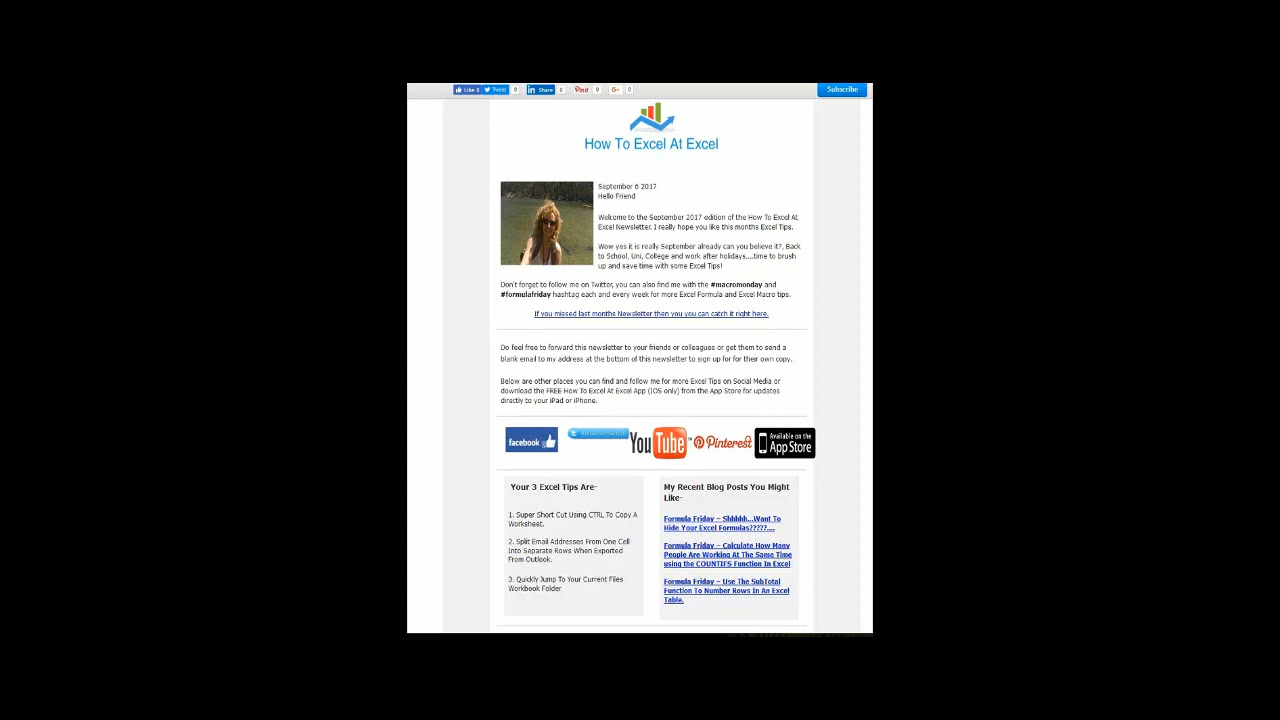 Like 0
Tweet
0
Share
0
Pin it
0
G+
0
Subscribe
How To Excel At Excel
September 6 2017
Hello Friend
Welcome to the September 2017 edition of the How To Excel At
Excel Newsletter. I really hope you like this months Excel Tips.
Wow yes it is really September already can you believe it?, Back
to School, Uni, College and work after holidays....time to brush
up and save time with some Excel Tips!
Don't forget to follow me on Twitter, you can also find me with the #macromonday and
#formulafriday hashtag each and every week for more Excel Formula and Excel Macro tips.
If you missed last months Newsletter then you you can catch it right here.
Do feel free to forward this newsletter to your friends or colleagues or get them to send a
blank email to my address at the bottom of this newsletter to sign up for for their own copy.
Below are other places you can find and follow me for more Excel Tips on Social Media or
download the FREE How To Excel At Excel App (IOS only) from the App Store for updates
directly to your iPad or iPhone.
facebook
YouTube
Pinterest
Available on the
App Store
Your 3 Excel Tips Are-
1. Super Short Cut Using CTRL To Copy A
Worksheet.
2. Split Email Addresses From One Cell
Into Separate Rows When Exported
From Outlook.
3. Quickly Jump To Your Current Files
Workbook Folder
My Recent Blog Posts You Might
Like-
Formula Friday – Shhhhh...Want To
Hide Your Excel Formulas?????....
Formula Friday – Calculate How Many
People Are Working At The Same Time
using the COUNTIFS Function In Excel
Formula Friday – Use The SubTotal
Function To Number Rows In An Excel
Table.